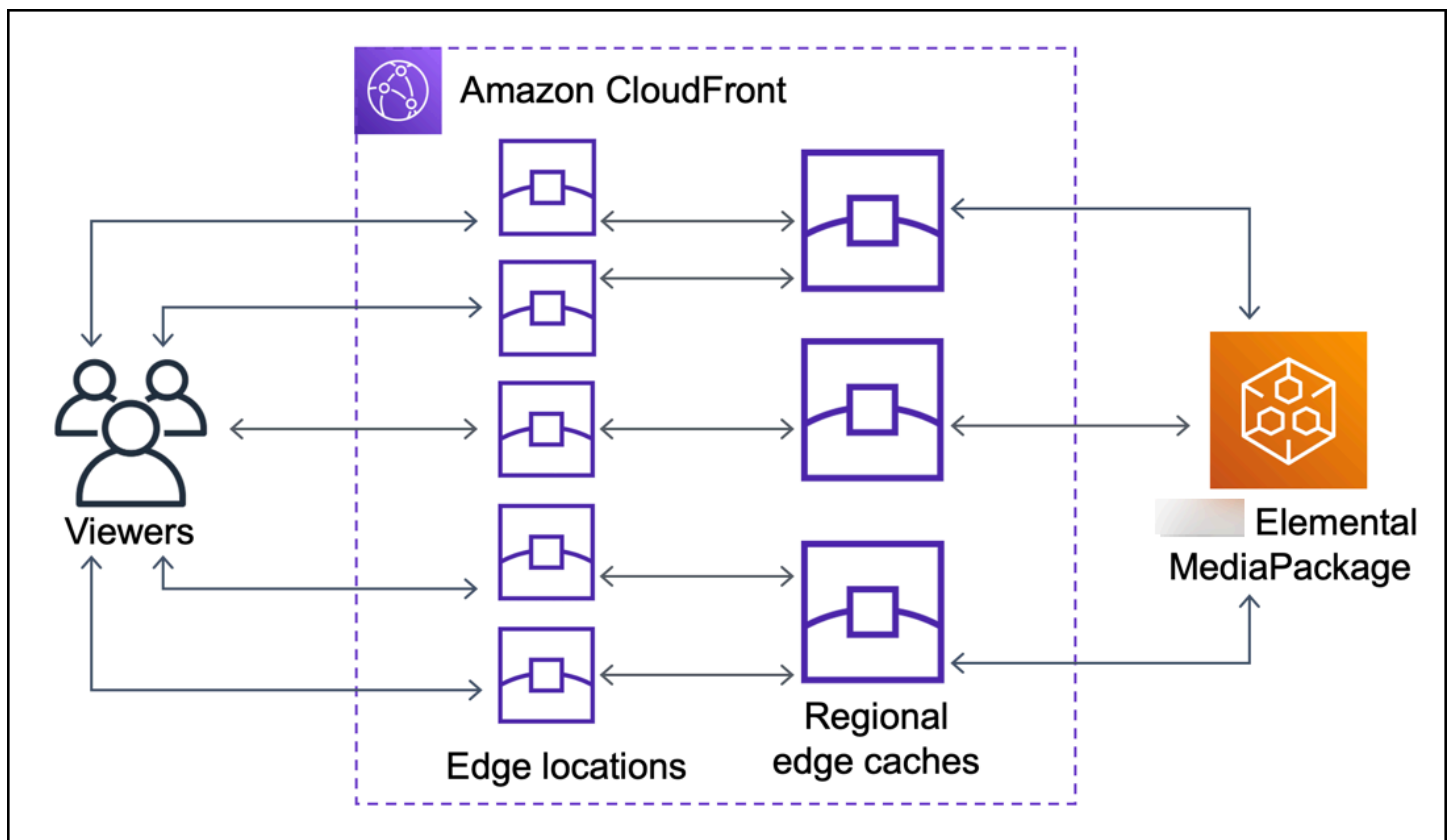 Amazon CloudFront
Viewers
Edge locations
Regional
edge caches
Elemental
MediaPackage